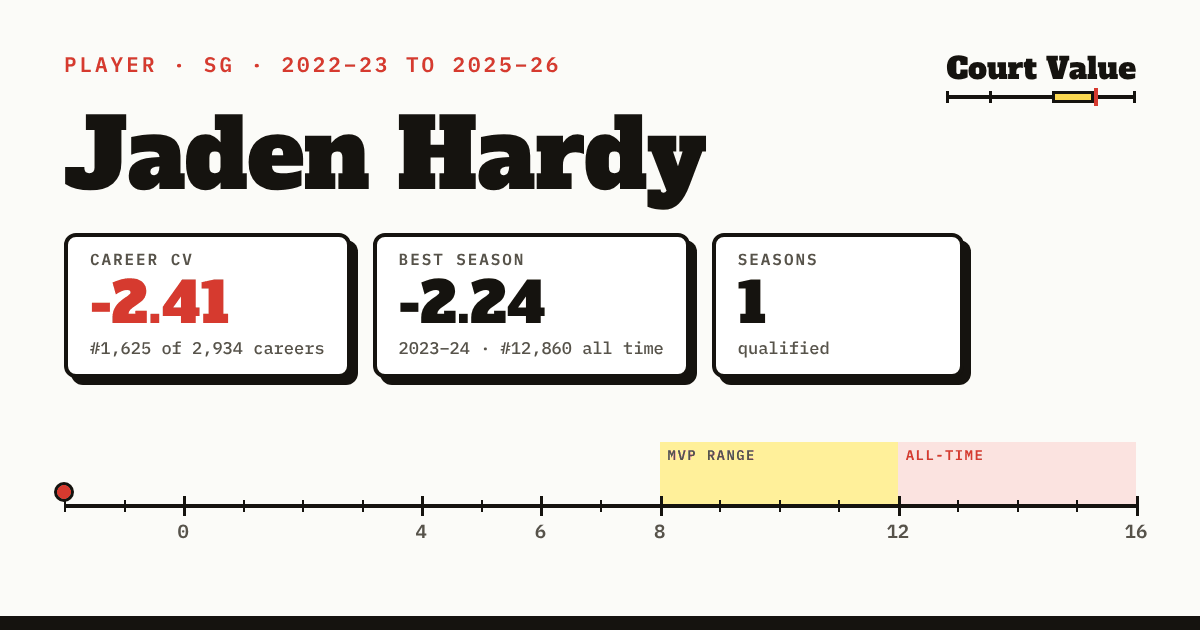 PLAYER · SG · 2022–23 TO 2025–26
Court Value
Jaden Hardy
CAREER CV
-2.41
#1,625 of 2,934 careers
BEST SEASON
-2.24
2023–24 · #12,860 all time
SEASONS
1
qualified
MVP RANGE
ALL-TIME
0 4 6 8 12 16